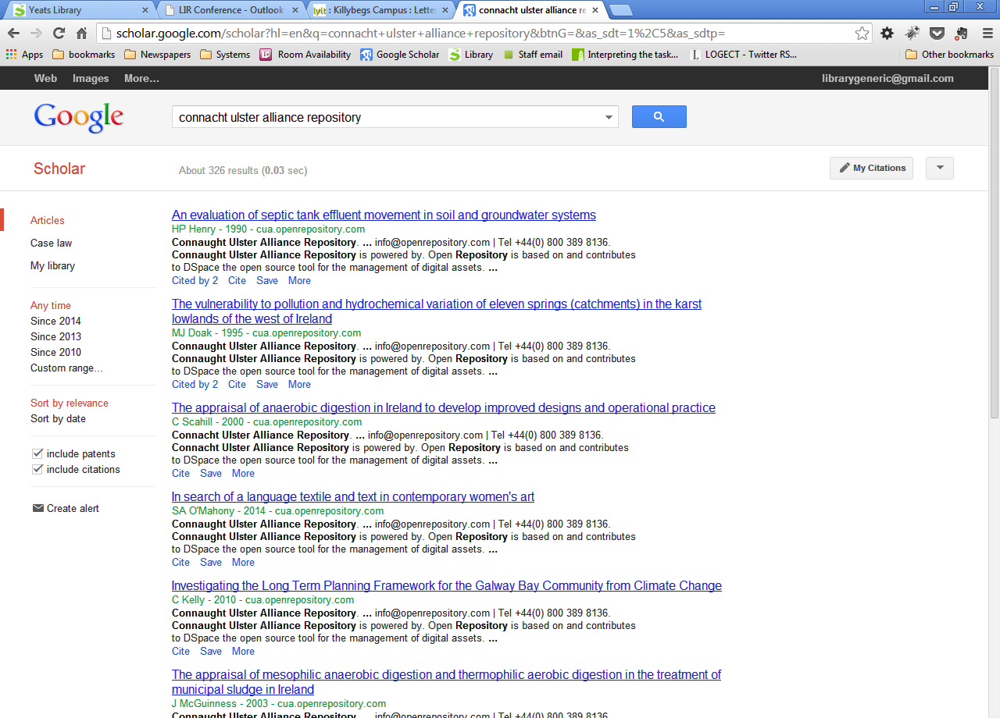 Yeats Library
LIR Conference - Outlook
: Killybegs Campus : Lette
connacht ulster alliance re
scholar.google.com/scholar?hl=en&q=connacht+ulster+alliance+repository&btnG=&as_sdt=1%2C5&as_sdtp=
Apps bookmarks Newspapers Systems Room Availability Google Scholar Library Staff email Interpreting the task... LOGECT - Twitter RS... Other bookmarks
Web Images More... librarygeneric@gmail.com
Google connacht ulster alliance repository
Scholar About 326 results (0.03 sec) My Citations
Articles
Case law
My library
Any time
Since 2014
Since 2013
Since 2010
Custom range...
Sort by relevance
Sort by date
include patents
include citations
Create alert
An evaluation of septic tank effluent movement in soil and groundwater systems
HP Henry - 1990 - cua.openrepository.com
Connaught Ulster Alliance Repository. ... info@openrepository.com | Tel +44(0) 800 389 8136.
Connaught Ulster Alliance Repository is powered by. Open Repository is based on and contributes
to DSpace the open source tool for the management of digital assets. ...
Cited by 2 Cite Save More
The vulnerability to pollution and hydrochemical variation of eleven springs (catchments) in the karst
lowlands of the west of Ireland
MJ Doak - 1995 - cua.openrepository.com
Connaught Ulster Alliance Repository. ... info@openrepository.com | Tel +44(0) 800 389 8136.
Connaught Ulster Alliance Repository is powered by. Open Repository is based on and contributes
to DSpace the open source tool for the management of digital assets. ...
Cited by 2 Cite Save More
The appraisal of anaerobic digestion in Ireland to develop improved designs and operational practice
C Scahill - 2000 - cua.openrepository.com
Connacht Ulster Alliance Repository. ... info@openrepository.com | Tel +44(0) 800 389 8136.
Connacht Ulster Alliance Repository is powered by. Open Repository is based on and contributes
to DSpace the open source tool for the management of digital assets. ...
Cite Save More
In search of a language textile and text in contemporary women's art
SA O'Mahony - 2014 - cua.openrepository.com
Connaught Ulster Alliance Repository. ... info@openrepository.com | Tel +44(0) 800 389 8136.
Connaught Ulster Alliance Repository is powered by. Open Repository is based on and contributes
to DSpace the open source tool for the management of digital assets. ...
Cite Save More
Investigating the Long Term Planning Framework for the Galway Bay Community from Climate Change
C Kelly - 2010 - cua.openrepository.com
Connaught Ulster Alliance Repository. ... info@openrepository.com | Tel +44(0) 800 389 8136.
Connaught Ulster Alliance Repository is powered by. Open Repository is based on and contributes
to DSpace the open source tool for the management of digital assets. ...
Cite Save More
The appraisal of mesophilic anaerobic digestion and thermophilic aerobic digestion in the treatment of
municipal sludge in Ireland
J McGuinness - 2003 - cua.openrepository.com
Connaught Ulster Alliance Repository. ... info@openrepository.com | Tel +44(0) 800 389 8136.